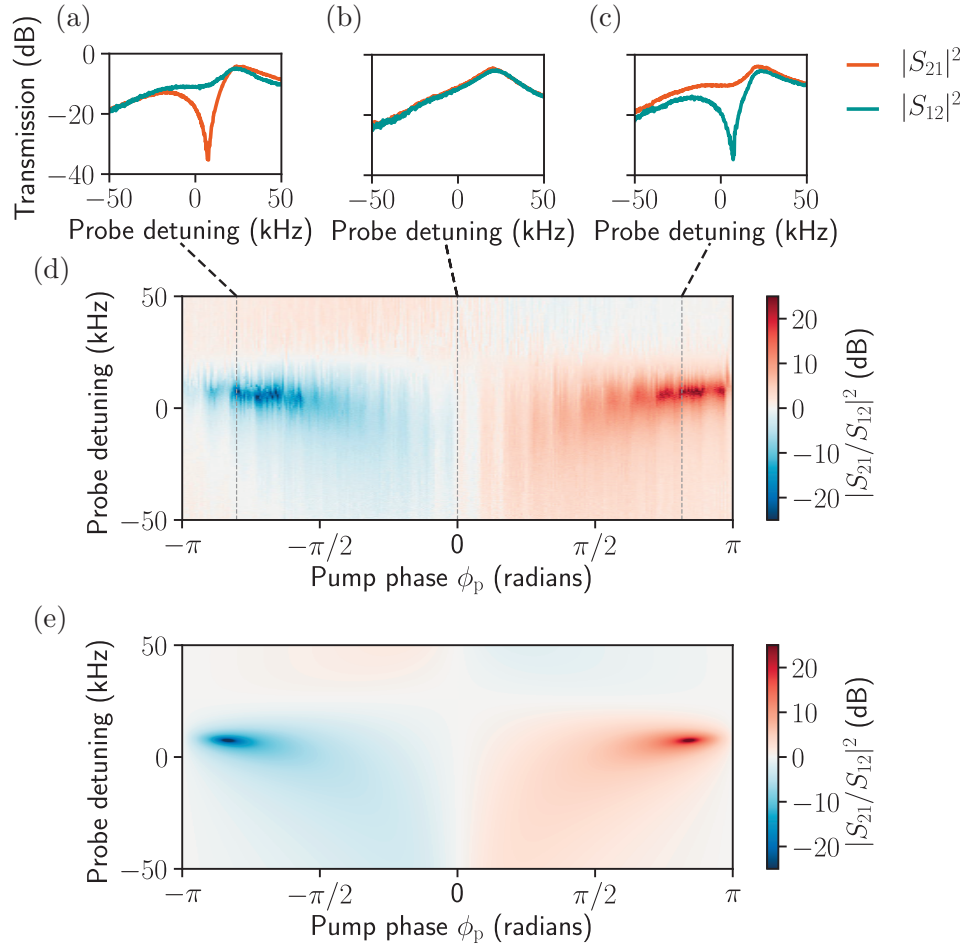 (a)
(b)
(c)
Transmission (dB)
0
−20
−40
−50 0 50
−50 0 50
−50 0 50
Probe detuning (kHz)
Probe detuning (kHz)
Probe detuning (kHz)
|S₂₁|²
|S₁₂|²
(d)
Probe detuning (kHz)
50
0
−50
−π −π/2 0 π/2 π
Pump phase ϕₚ (radians)
20
10
0
−10
−20
|S₂₁/S₁₂|² (dB)
(e)
Probe detuning (kHz)
50
0
−50
−π −π/2 0 π/2 π
Pump phase ϕₚ (radians)
20
10
0
−10
−20
|S₂₁/S₁₂|² (dB)